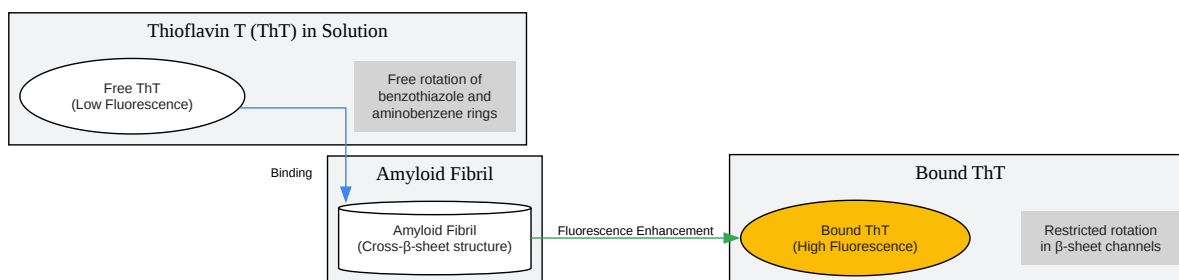 Thioflavin T (ThT) in Solution
Free ThT
(Low Fluorescence)
Free rotation of
benzothiazole and
aminobenzene rings
Binding
Amyloid Fibril
Amyloid Fibril
(Cross-β-sheet structure)
Fluorescence Enhancement
Bound ThT
Bound ThT
(High Fluorescence)
Restricted rotation
in β-sheet channels